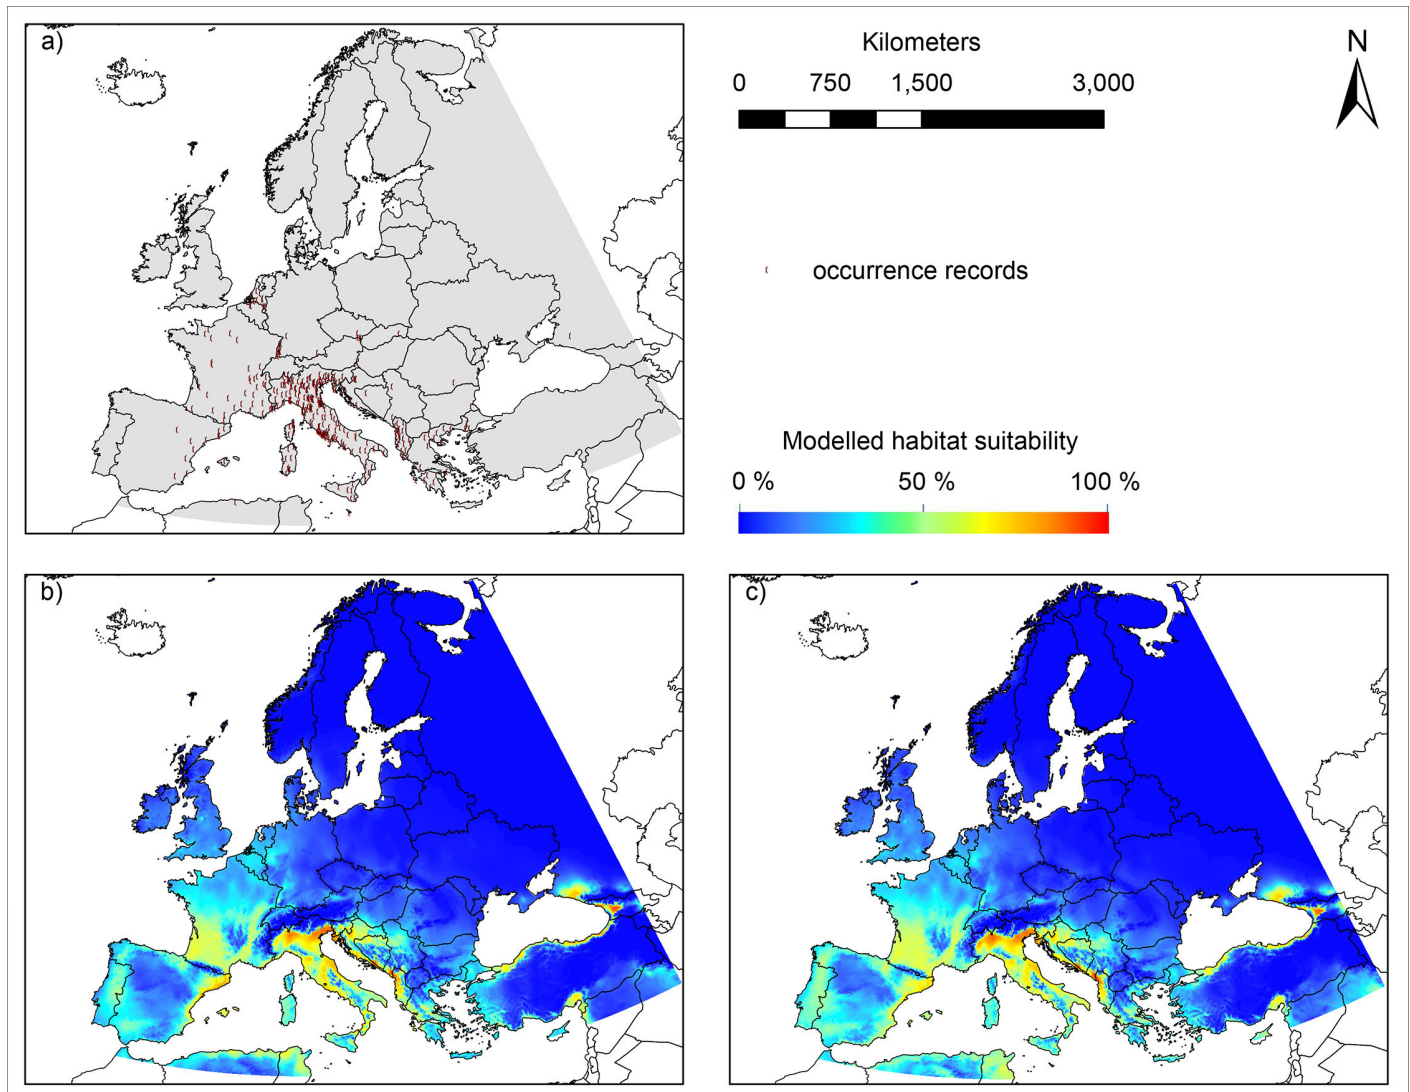 a)
Kilometers
0 750 1,500 3,000
N
occurrence records
Modelled habitat suitability
0 % 50 % 100 %
b)
c)